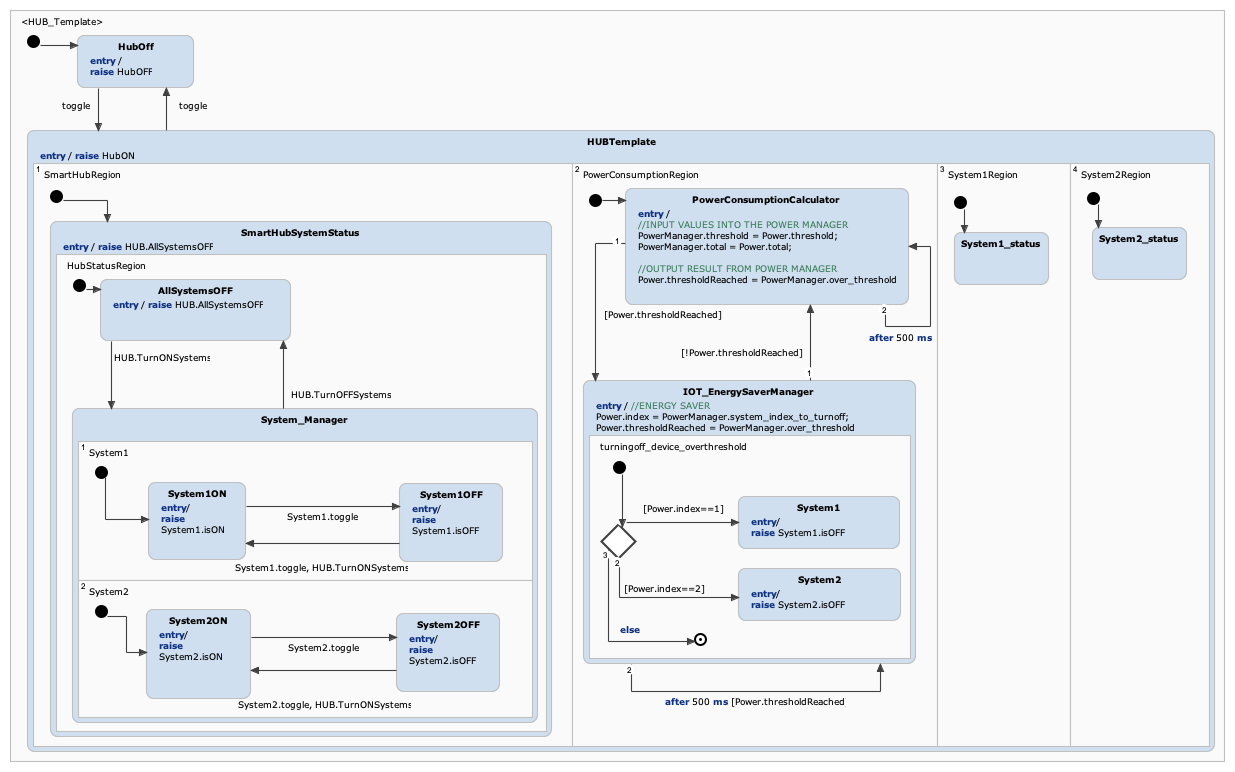 <HUB_Template>
HubOff
entry /
raise HubOFF
toggle
toggle
HUBTemplate
entry / raise HubON
1
SmartHubRegion
SmartHubSystemStatus
entry / raise HUB.AllSystemsOFF
HubStatusRegion
AllSystemsOFF
entry / raise HUB.AllSystemsOFF
HUB.TurnONSystems
HUB.TurnOFFSystems
System_Manager
1
System1
System1ON
entry/
raise
System1.isON
System1.toggle
System1OFF
entry/
raise
System1.isOFF
System1.toggle, HUB.TurnONSystems
2
System2
System2ON
entry/
raise
System2.isON
System2.toggle
System2OFF
entry/
raise
System2.isOFF
System2.toggle, HUB.TurnONSystems
2
PowerConsumptionRegion
PowerConsumptionCalculator
entry /
//INPUT VALUES INTO THE POWER MANAGER
PowerManager.threshold = Power.threshold;
PowerManager.total = Power.total;
//OUTPUT RESULT FROM POWER MANAGER
Power.thresholdReached = PowerManager.over_threshold
1
[Power.thresholdReached]
2
after 500 ms
[!Power.thresholdReached]
1
IOT_EnergySaverManager
entry / //ENERGY SAVER
Power.index = PowerManager.system_index_to_turnoff;
Power.thresholdReached = PowerManager.over_threshold
turningoff_device_overthreshold
[Power.index==1]
System1
entry/
raise System1.isOFF
3
2
[Power.index==2]
System2
entry/
raise System2.isOFF
else
2
after 500 ms [Power.thresholdReached
3
System1Region
System1_status
4
System2Region
System2_status